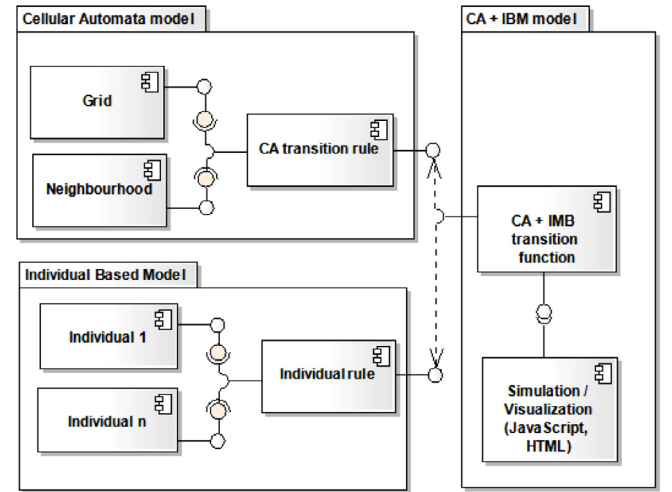 Cellular Automata model
Grid
Neighbourhood
CA transition rule
Individual Based Model
Individual 1
Individual n
Individual rule
CA + IBM model
CA + IMB
transition
function
Simulation /
Visualization
(JavaScript,
HTML)